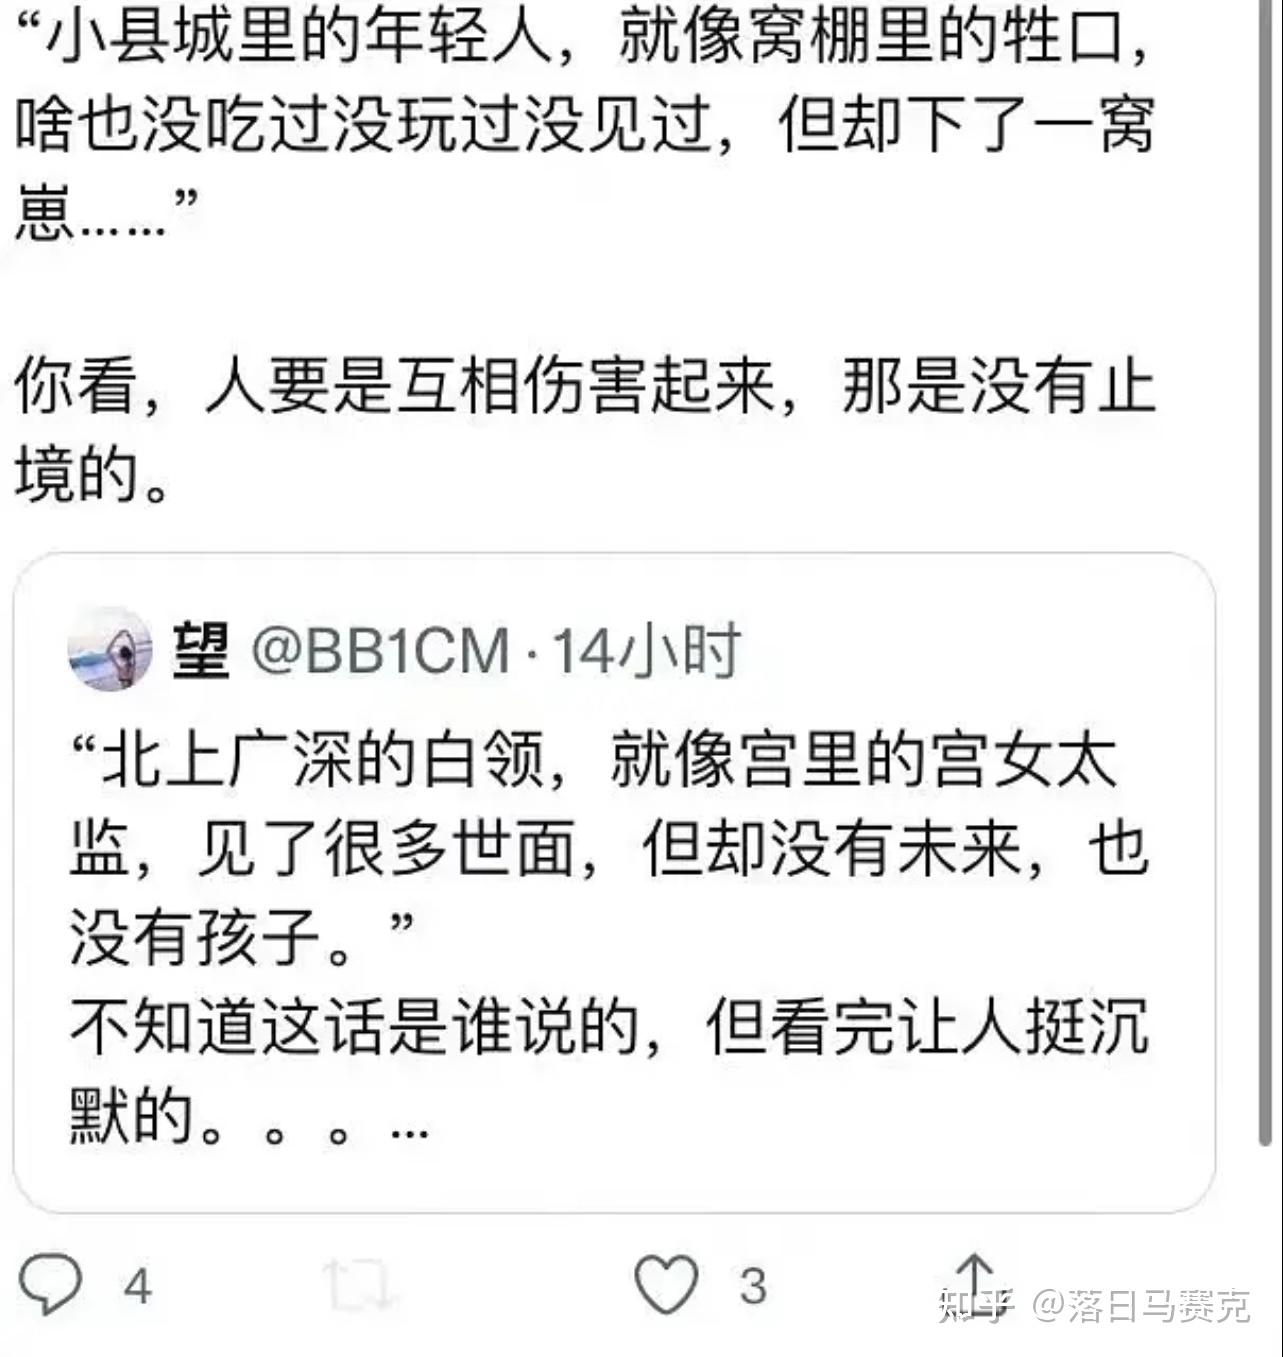 “小县城里的年轻人，就像窝棚里的牲口，
啥也没吃过没玩过没见过，但却下了一窝
崽……”
你看，人要是互相伤害起来，那是没有止
境的。
望 @BB1CM · 14小时
“北上广深的白领，就像宫里的宫女太
监，见了很多世面，但却没有未来，也
没有孩子。”
不知道这话是谁说的，但看完让人挺沉
默的。。。...
4 3
知乎 @落日马赛克